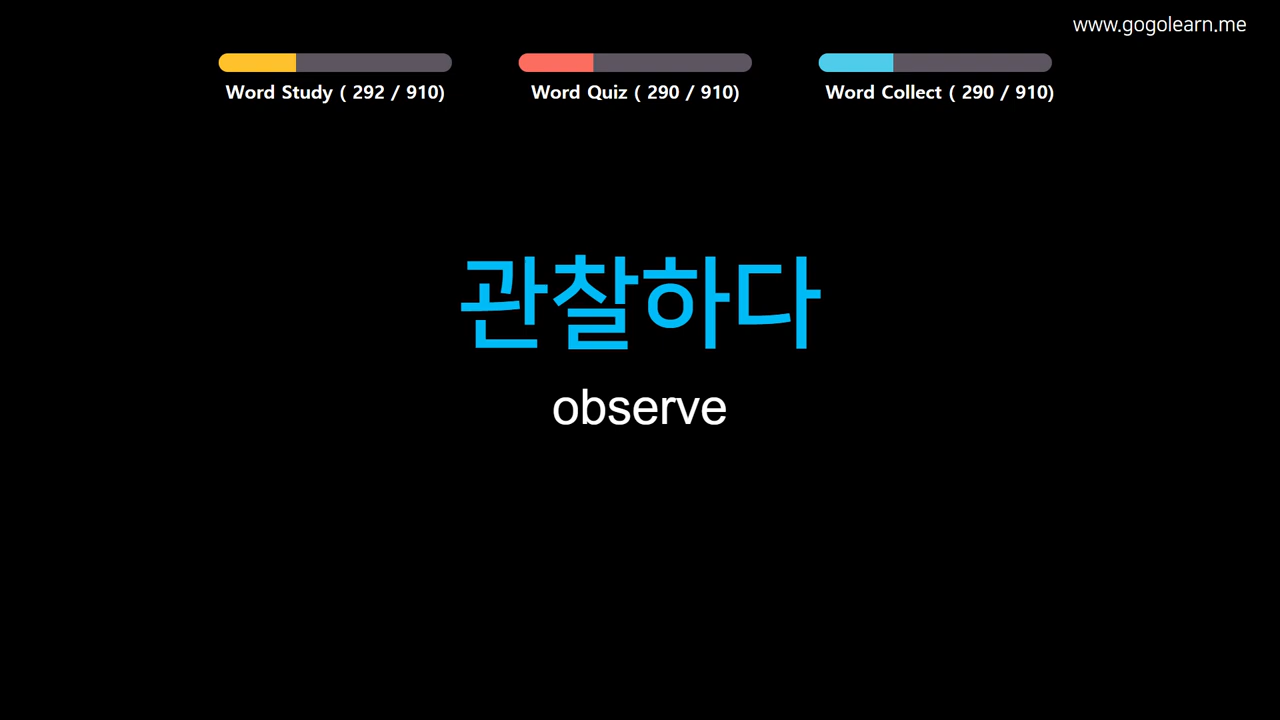 www.gogolearn.me
Word Study ( 292 / 910)
Word Quiz ( 290 / 910)
Word Collect ( 290 / 910)
관찰하다
observe